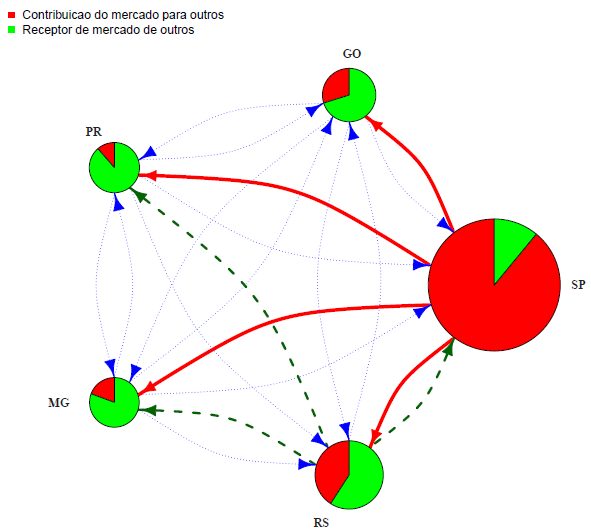 Contribuicao do mercado para outros
Receptor de mercado de outros
GO
PR
SP
MG
RS